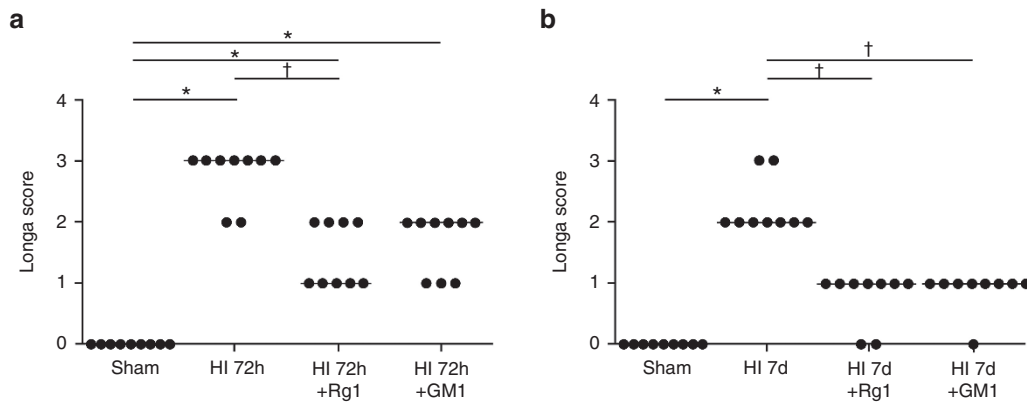 a
*
*
†
*
4
3
2
1
0
Longa score
Sham
HI 72h
HI 72h
+Rg1
HI 72h
+GM1
b
†
†
*
4
3
2
1
0
Longa score
Sham
HI 7d
HI 7d
+Rg1
HI 7d
+GM1